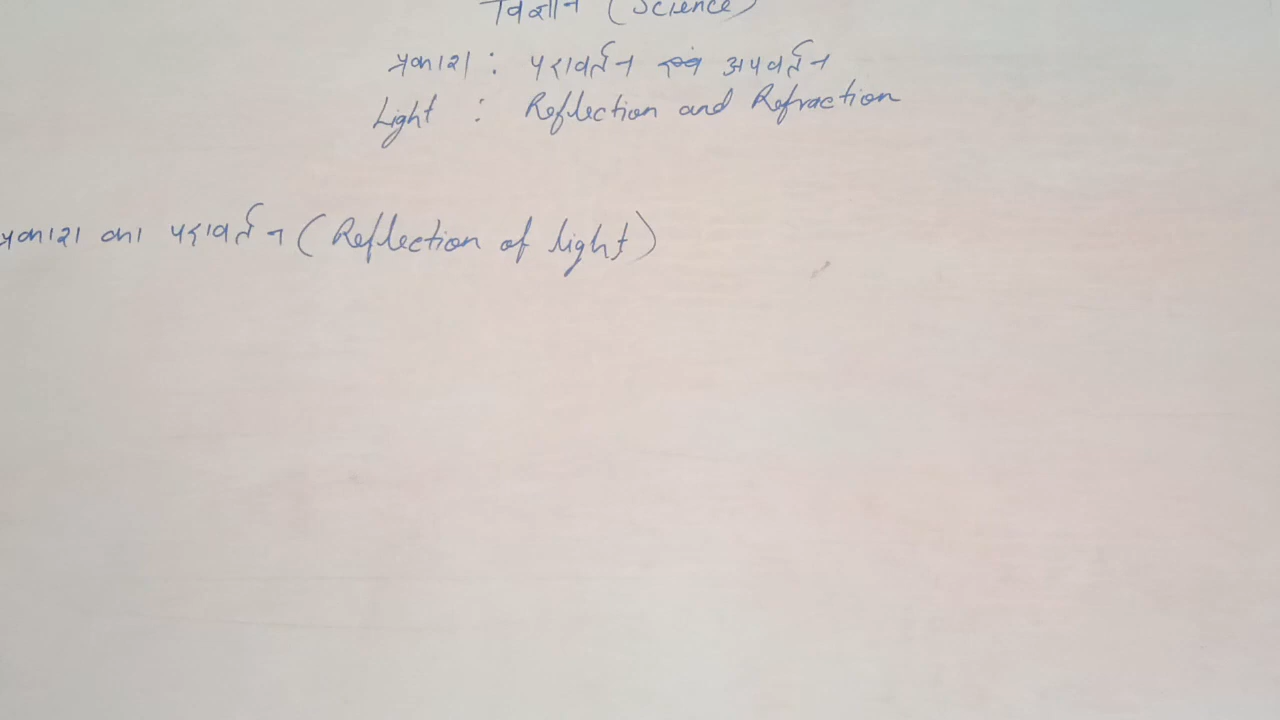 विज्ञान (Science)
प्रकाश : परावर्तन एवं अपवर्तन
Light : Reflection and Refraction
प्रकाश का परावर्तन (Reflection of light)